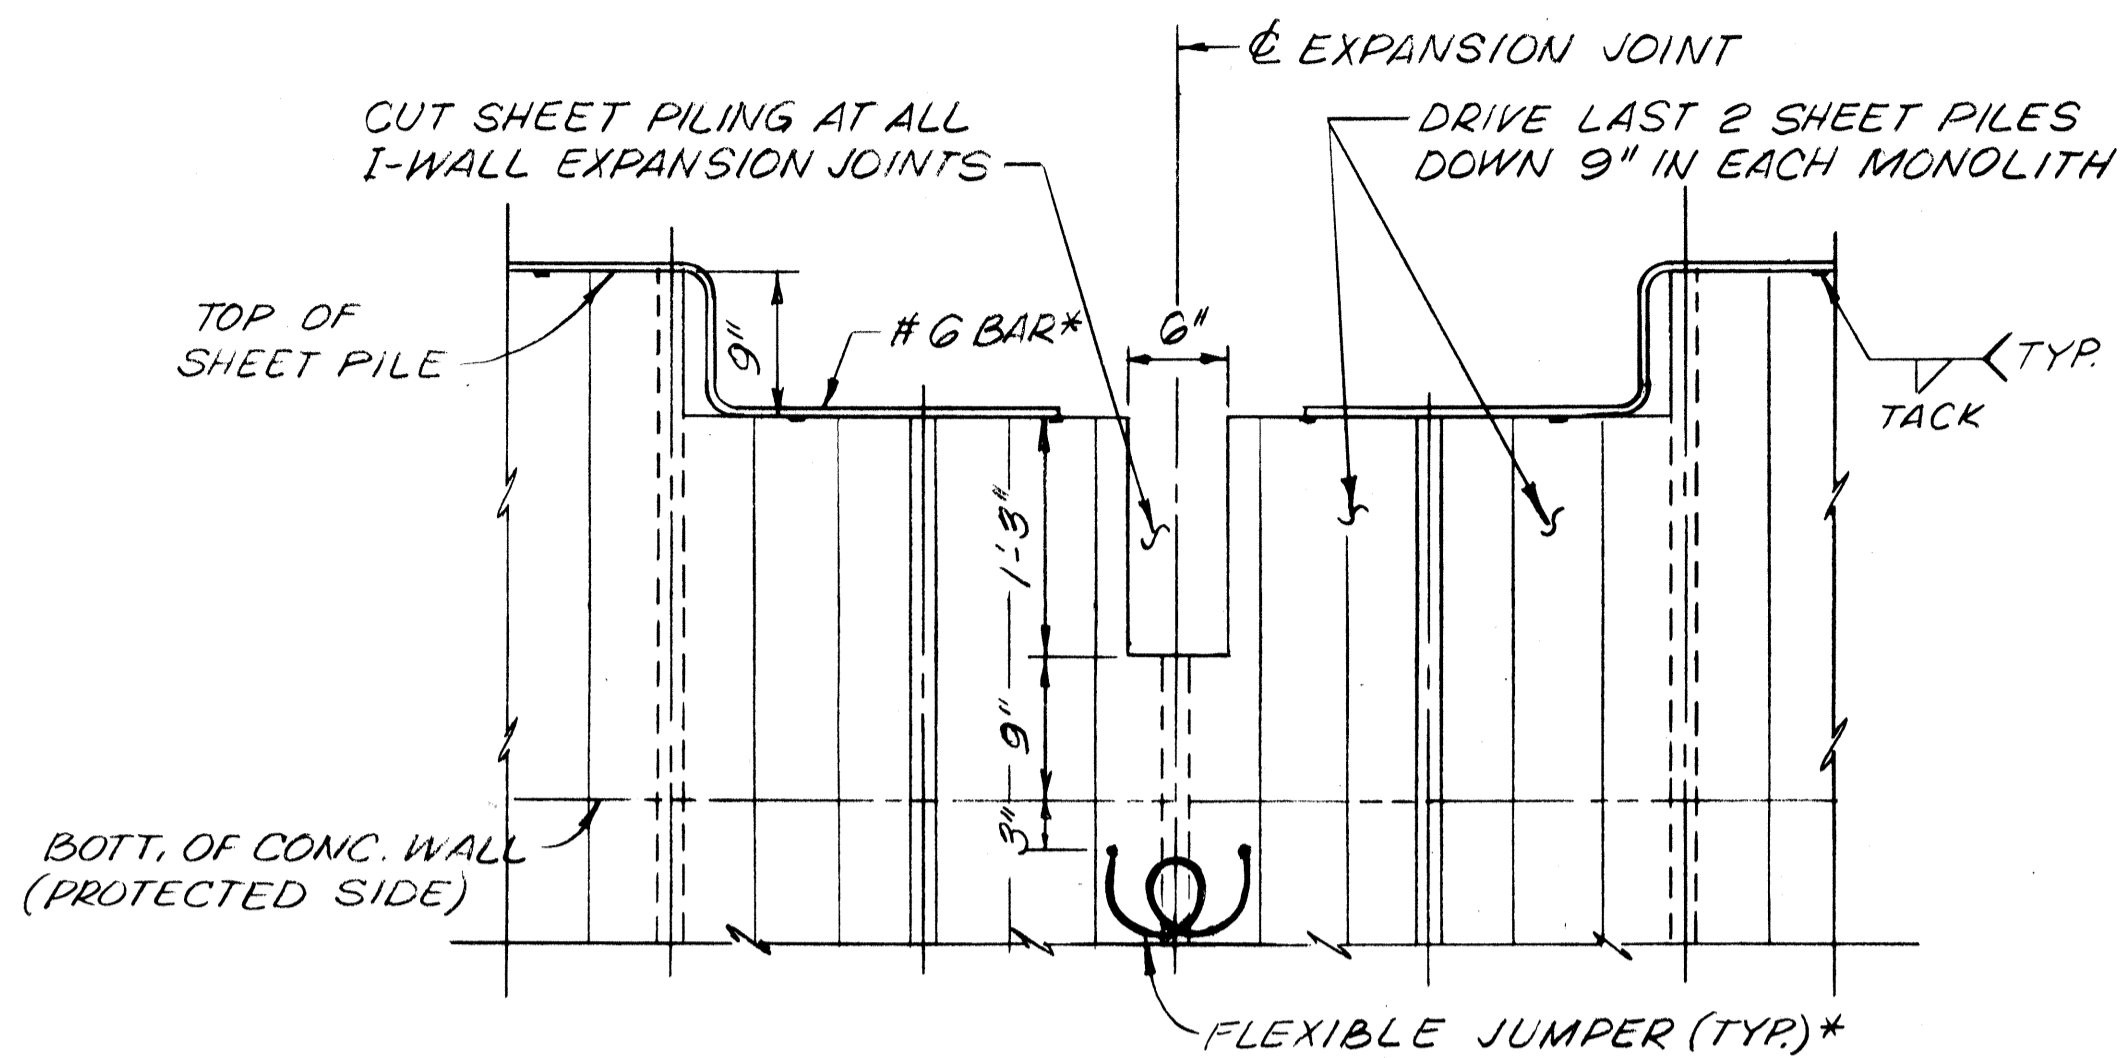 ℄ EXPANSION JOINT
CUT SHEET PILING AT ALL
I-WALL EXPANSION JOINTS
DRIVE LAST 2 SHEET PILES
DOWN 9" IN EACH MONOLITH
TOP OF
SHEET PILE
9"
# 6 BAR*
6"
TYP.
TACK
1'-3"
9"
3"
BOTT. OF CONC. WALL
(PROTECTED SIDE)
FLEXIBLE JUMPER (TYP.)*